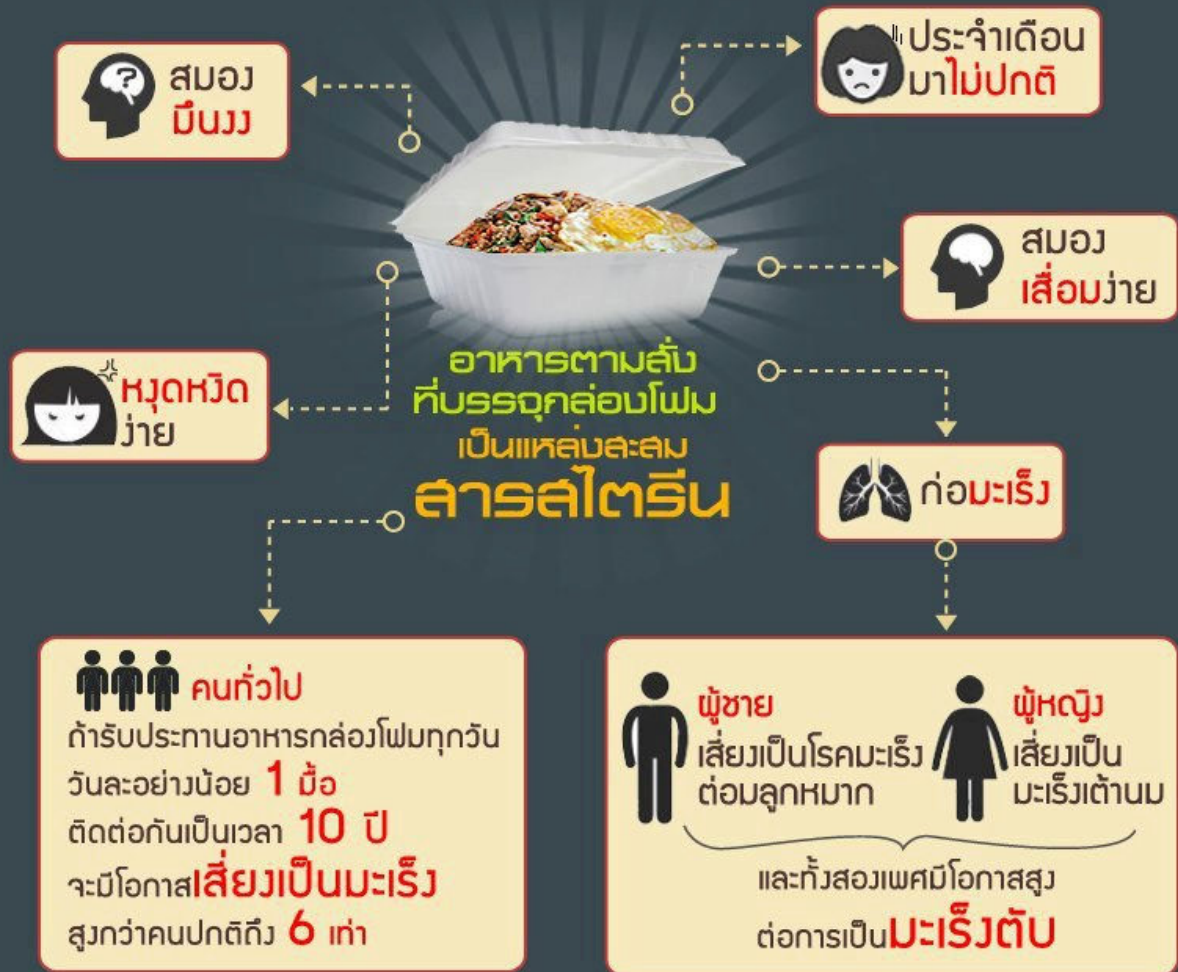 สมอง
มึนงง
ประจำเดือน
มาไม่ปกติ
สมอง
เสื่อมง่าย
หงุดหงิด
ง่าย
อาหารตามสั่ง
ที่บรรจุกล่องโฟม
เป็นแหล่งสะสม
สารสไตรีน
ก่อมะเร็ง
คนทั่วไป
ถ้ารับประทานอาหารกล่องโฟมทุกวัน
วันละอย่างน้อย 1 มื้อ
ติดต่อกันเป็นเวลา 10 ปี
จะมีโอกาสเสี่ยงเป็นมะเร็ง
สูงกว่าคนปกติถึง 6 เท่า
ผู้ชาย
เสี่ยงเป็นโรคมะเร็ง
ต่อมลูกหมาก
ผู้หญิง
เสี่ยงเป็น
มะเร็งเต้านม
และทั้งสองเพศมีโอกาสสูง
ต่อการเป็นมะเร็งตับ